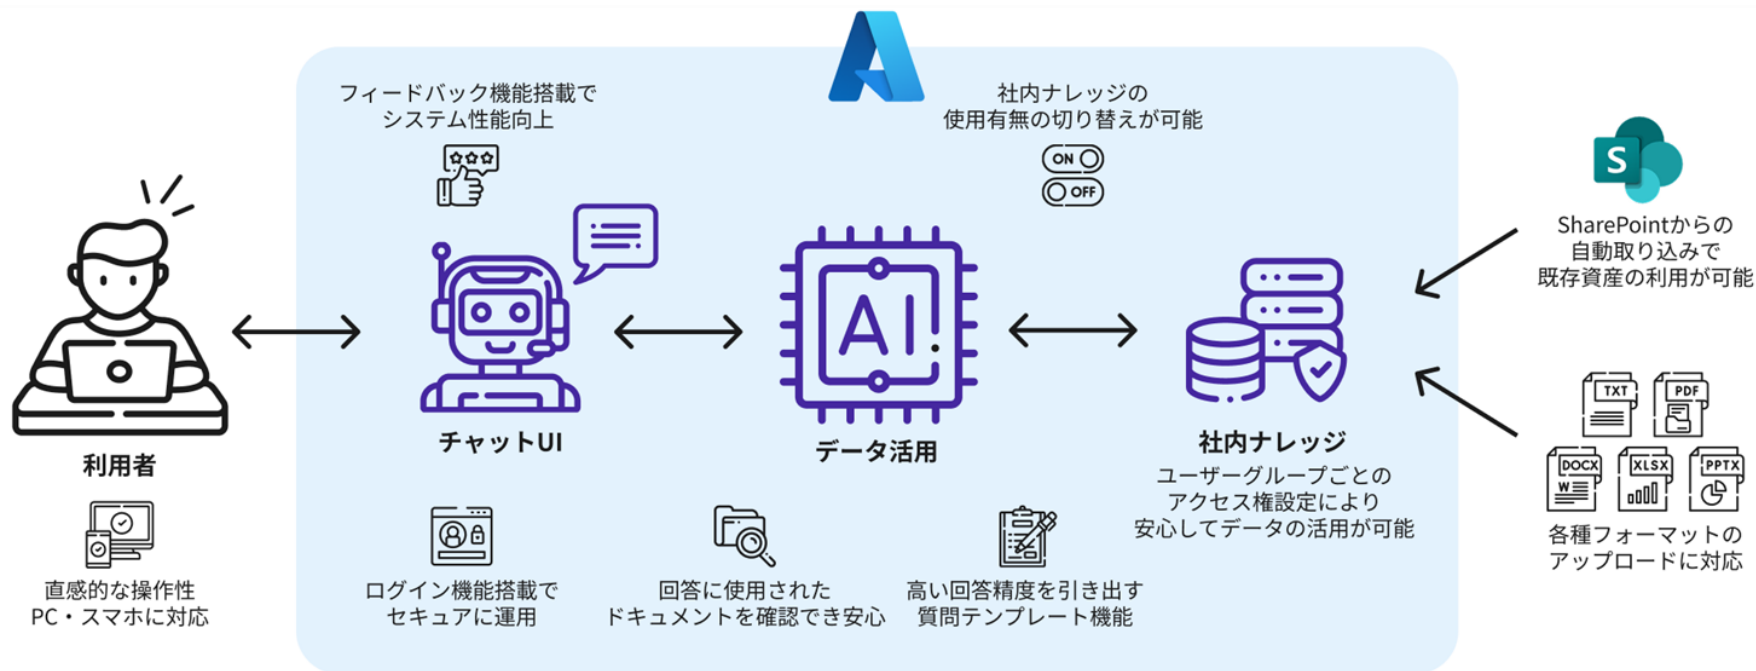 フィードバック機能搭載で
システム性能向上
社内ナレッジの
使用有無の切り替えが可能
ON
OFF
S
SharePointからの
自動取り込みで
既存資産の利用が可能
AI
チャットUI
データ活用
社内ナレッジ
ユーザーグループごとの
アクセス権設定により
安心してデータの活用が可能
利用者
直感的な操作性
PC・スマホに対応
ログイン機能搭載で
セキュアに運用
回答に使用された
ドキュメントを確認でき安心
高い回答精度を引き出す
質問テンプレート機能
TXT
PDF
DOCX
W
XLSX
PPTX
各種フォーマットの
アップロードに対応